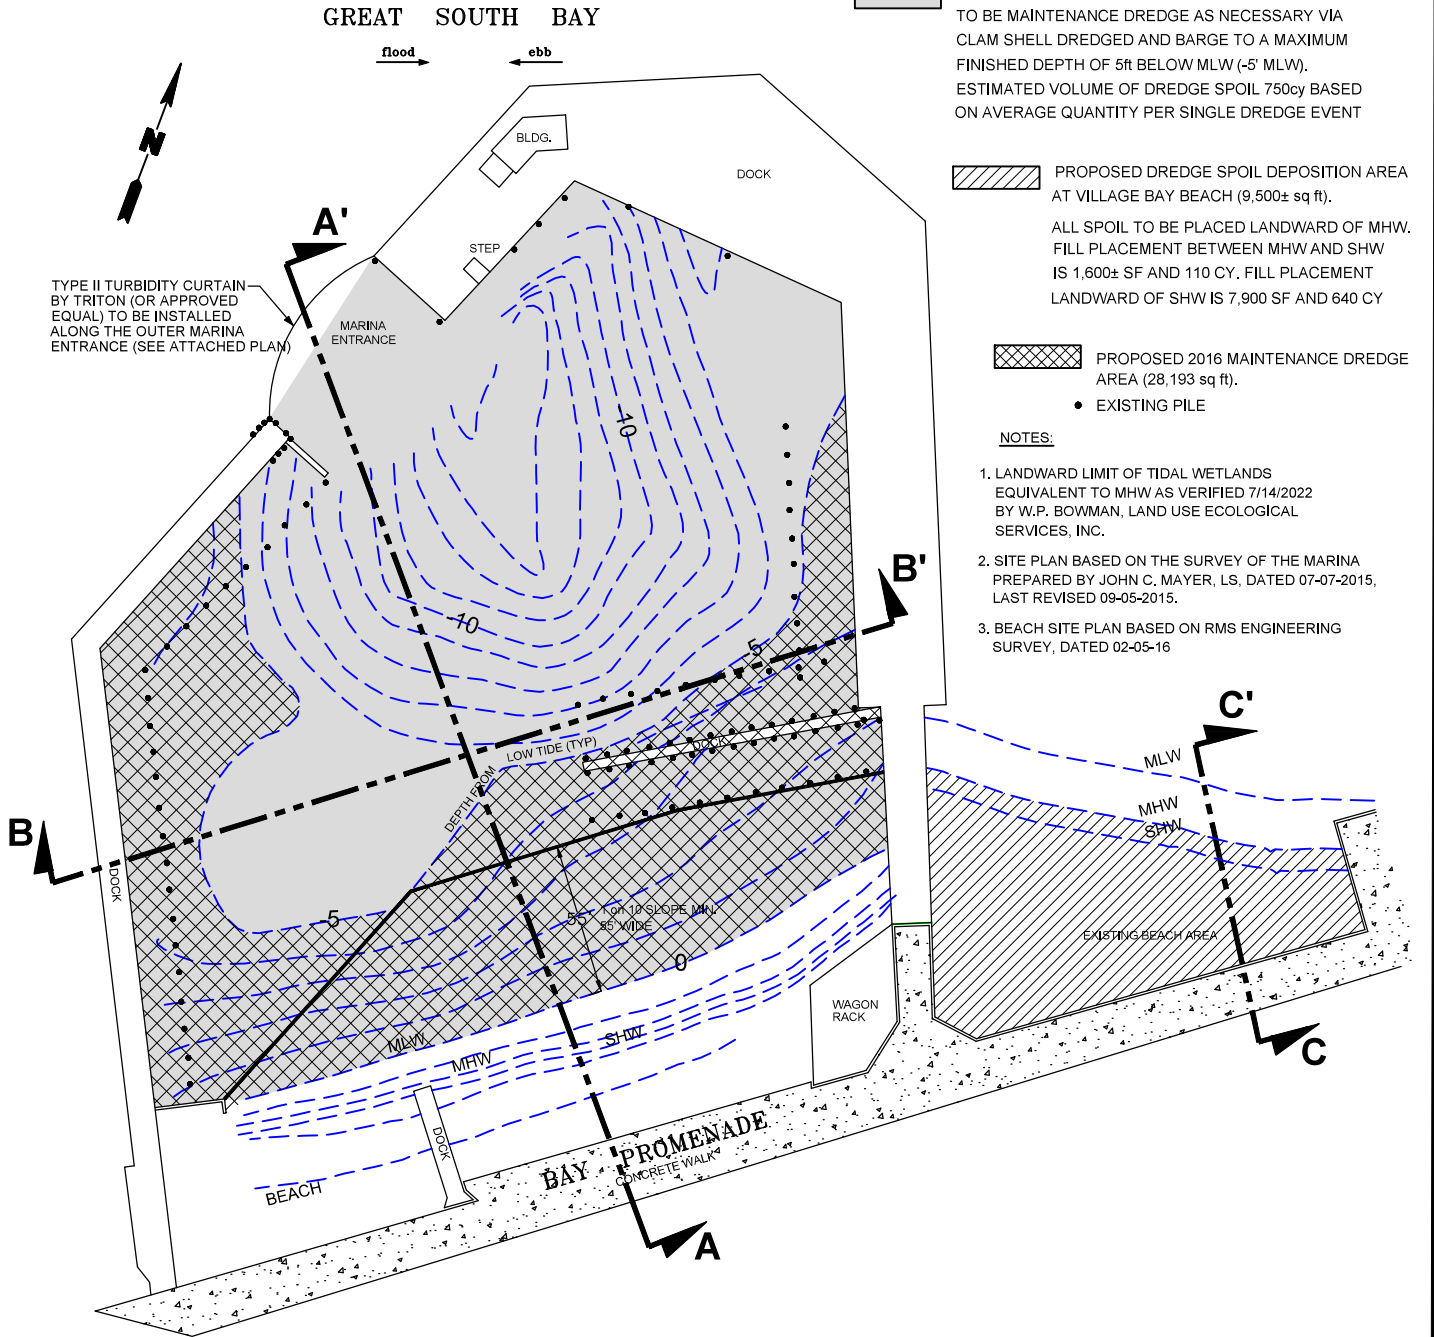 GREAT SOUTH BAY
flood
ebb
TO BE MAINTENANCE DREDGE AS NECESSARY VIA
CLAM SHELL DREDGED AND BARGE TO A MAXIMUM
FINISHED DEPTH OF 5ft BELOW MLW (-5' MLW).
ESTIMATED VOLUME OF DREDGE SPOIL 750cy BASED
ON AVERAGE QUANTITY PER SINGLE DREDGE EVENT
N
BLDG.
DOCK
PROPOSED DREDGE SPOIL DEPOSITION AREA
AT VILLAGE BAY BEACH (9,500± sq ft).
ALL SPOIL TO BE PLACED LANDWARD OF MHW.
FILL PLACEMENT BETWEEN MHW AND SHW
IS 1,600± SF AND 110 CY. FILL PLACEMENT
LANDWARD OF SHW IS 7,900 SF AND 640 CY
A'
STEP
TYPE II TURBIDITY CURTAIN
BY TRITON (OR APPROVED
EQUAL) TO BE INSTALLED
ALONG THE OUTER MARINA
ENTRANCE (SEE ATTACHED PLAN)
MARINA
ENTRANCE
PROPOSED 2016 MAINTENANCE DREDGE
AREA (28,193 sq ft).
EXISTING PILE
-10
NOTES:
1. LANDWARD LIMIT OF TIDAL WETLANDS
EQUIVALENT TO MHW AS VERIFIED 7/14/2022
BY W.P. BOWMAN, LAND USE ECOLOGICAL
SERVICES, INC.
2. SITE PLAN BASED ON THE SURVEY OF THE MARINA
PREPARED BY JOHN C. MAYER, LS, DATED 07-07-2015,
LAST REVISED 09-05-2015.
3. BEACH SITE PLAN BASED ON RMS ENGINEERING
SURVEY, DATED 02-05-16
B'
-10
-5
C'
LOW TIDE (TYP)
DOCK
DEPTH FROM
MLW
MHW
SHW
B
DOCK
-5
55'
1 on 10 SLOPE MIN.
55' WIDE
EXISTING BEACH AREA
0
WAGON
RACK
MLW
MHW
SHW
C
DOCK
BAY PROMENADE
CONCRETE WALK
BEACH
A